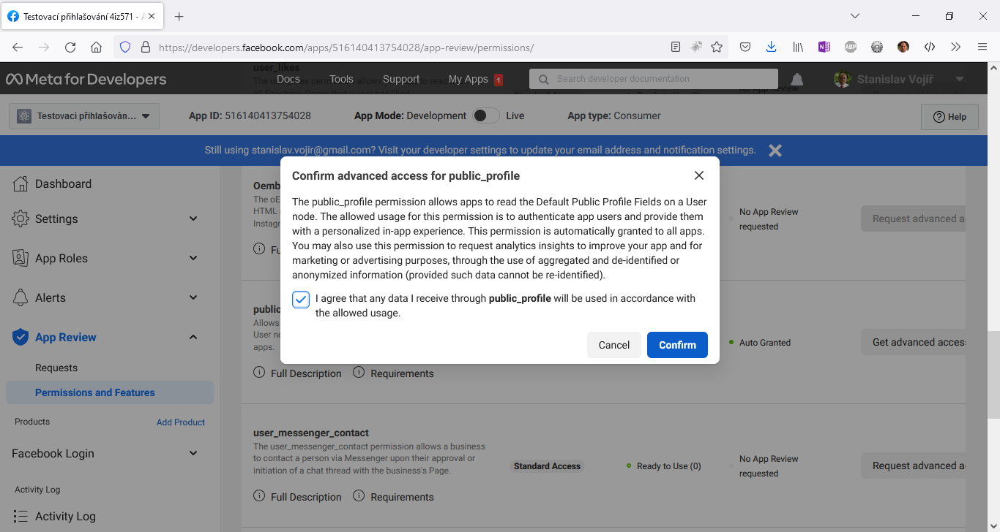 Testovací přihlašování 4iz571 - A
https://developers.facebook.com/apps/516140413754028/app-review/permissions/
ABP
Meta for Developers
Docs
Tools
Support
My Apps
1
Search developer documentation
Stanislav Vojíř
user_likes
No App Review
Testovací přihlašován...
App ID: 516140413754028
App Mode: Development
Live
App type: Consumer
Help
Still using stanislav.vojir@gmail.com? Visit your developer settings to update your email address and notification settings.
Dashboard
Settings
App Roles
Alerts
App Review
Requests
Permissions and Features
Products
Add Product
Facebook Login
Activity Log
Activity Log
Confirm advanced access for public_profile
The public_profile permission allows apps to read the Default Public Profile Fields on a User
node. The allowed usage for this permission is to authenticate app users and provide them
with a personalized in-app experience. This permission is automatically granted to all apps.
You may also use this permission to request analytics insights to improve your app and for
marketing or advertising purposes, through the use of aggregated and de-identified or
anonymized information (provided such data cannot be re-identified).
I agree that any data I receive through public_profile will be used in accordance with
the allowed usage.
Cancel
Confirm
Oemb
The oE
HTML
Instagr
Fu
No App Review
requested
Request advanced a
public
Allows
User no
apps.
Auto Granted
Get advanced access
Full Description
Requirements
user_messenger_contact
The user_messenger_contact permission allows a business
to contact a person via Messenger upon their approval or
initiation of a chat thread with the business's Page.
Standard Access
Ready to Use (0)
No App Review
requested
Request advanced a
Full Description
Requirements